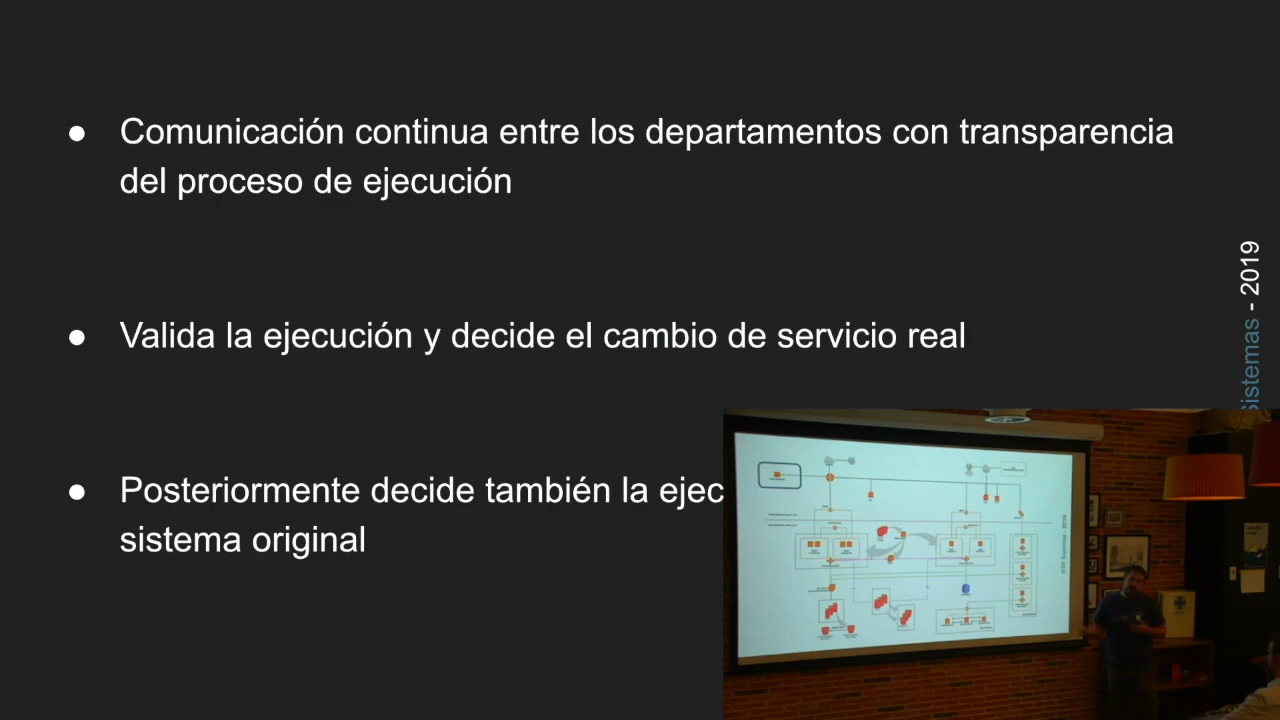 ● Comunicación continua entre los departamentos con transparencia
del proceso de ejecución
● Valida la ejecución y decide el cambio de servicio real
● Posteriormente decide también la ejec
sistema original
Sistemas - 2019